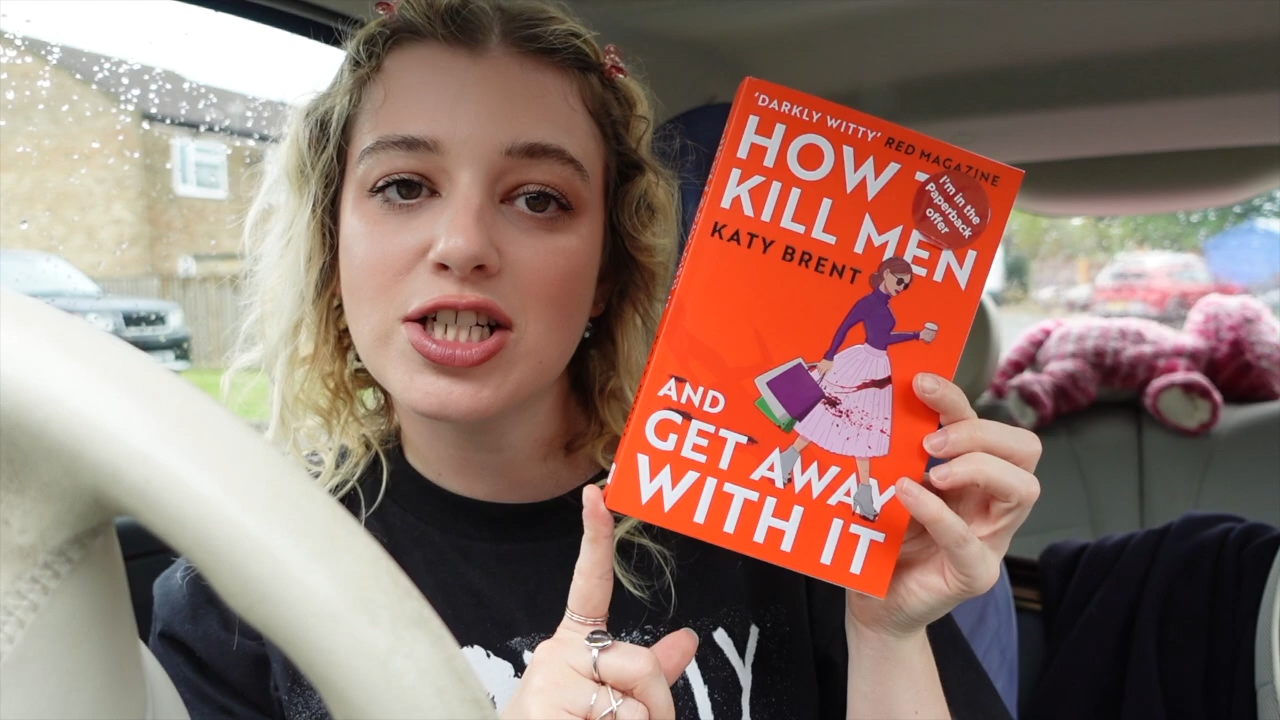 'DARKLY WITTY' RED MAGAZINE
HOW
KILL MEN
KATY BRENT
I'm in the
Paperback
offer
AND
GET AWAY
WITH IT